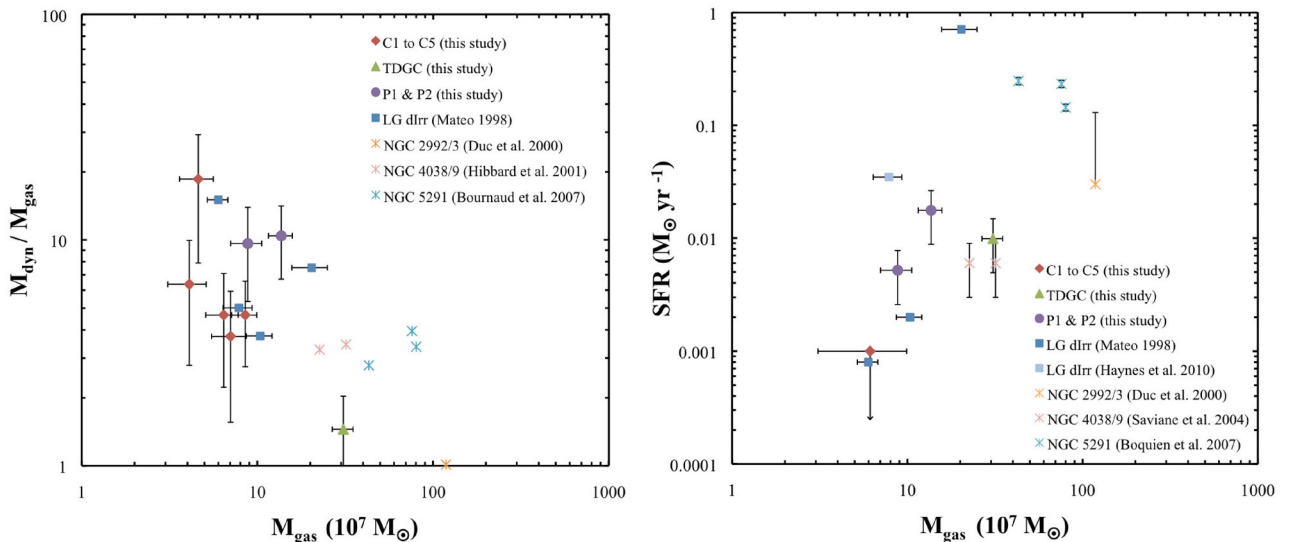 100
10
1
M_dyn / M_gas
C1 to C5 (this study)
TDGC (this study)
P1 & P2 (this study)
LG dIrr (Mateo 1998)
NGC 2992/3 (Duc et al. 2000)
NGC 4038/9 (Hibbard et al. 2001)
NGC 5291 (Bournaud et al. 2007)
1 10 100 1000
M_gas (10⁷ M_☉)
1
0.1
0.01
0.001
0.0001
SFR (M_☉ yr⁻¹)
C1 to C5 (this study)
TDGC (this study)
P1 & P2 (this study)
LG dIrr (Mateo 1998)
LG dIrr (Haynes et al. 2010)
NGC 2992/3 (Duc et al. 2000)
NGC 4038/9 (Saviane et al. 2004)
NGC 5291 (Boquien et al. 2007)
1 10 100 1000
M_gas (10⁷ M_☉)